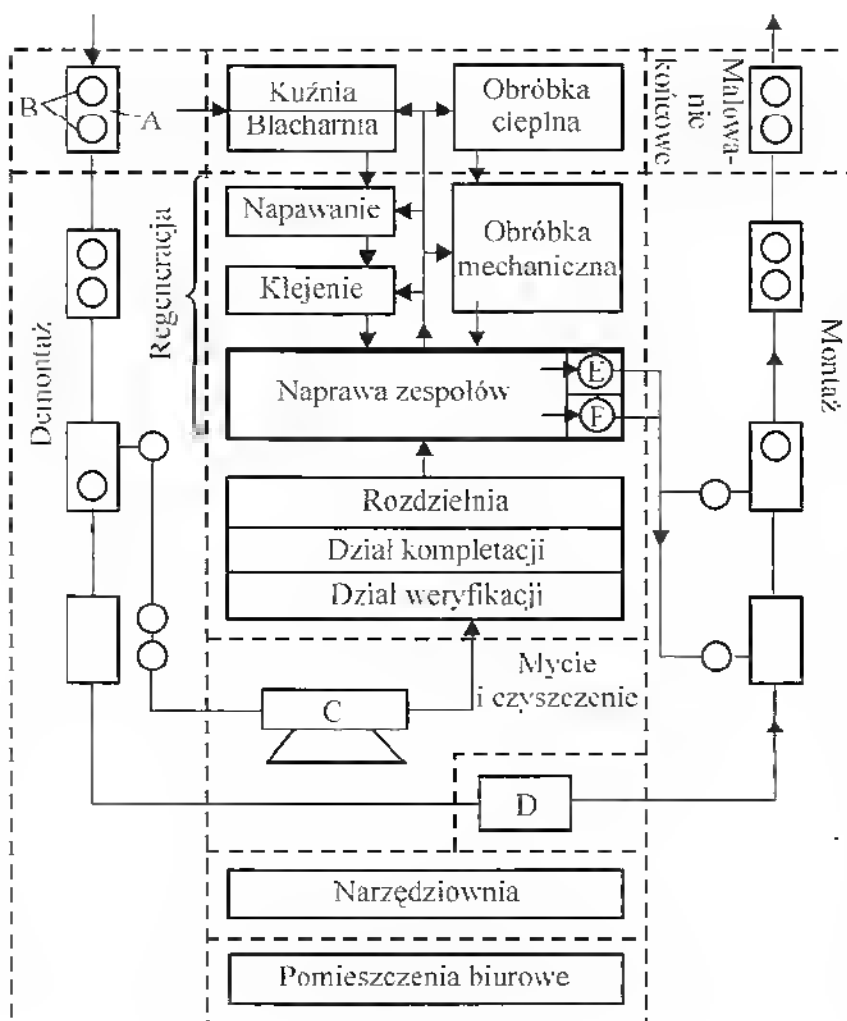 B
A
Kuźnia
Blacharnia
Obróbka
cieplna
Malowa-
nie
końcowe
Napawanie
Obróbka
mechaniczna
Klejenie
Regeneracja
Demontaż
Montaż
Naprawa zespołów
E
F
Rozdzielnia
Dział kompletacji
Dział weryfikacji
Mycie
i czyszczenie
C
D
Narzędziownia
Pomieszczenia biurowe